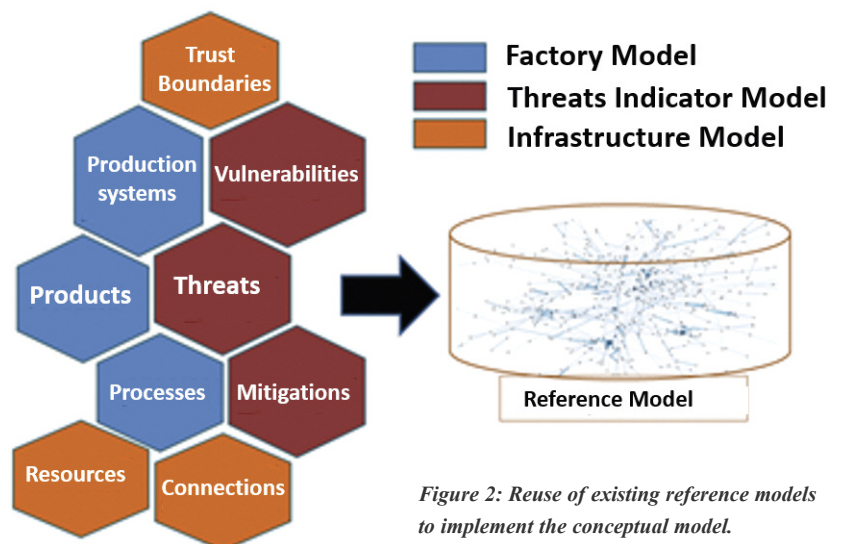 Trust
Boundaries
Production
systems
Vulnerabilities
Products
Threats
Processes
Mitigations
Resources
Connections
Factory Model
Threats Indicator Model
Infrastructure Model
Reference Model
Figure 2: Reuse of existing reference models
to implement the conceptual model.